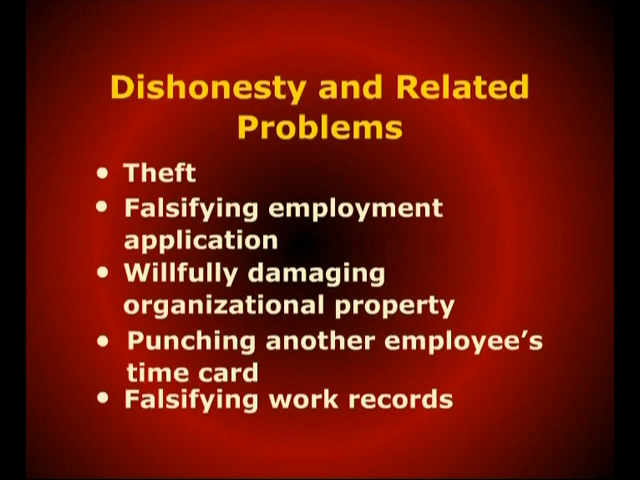 Dishonesty and Related
Problems
• Theft
• Falsifying employment
application
• Willfully damaging
organizational property
• Punching another employee’s
time card
• Falsifying work records